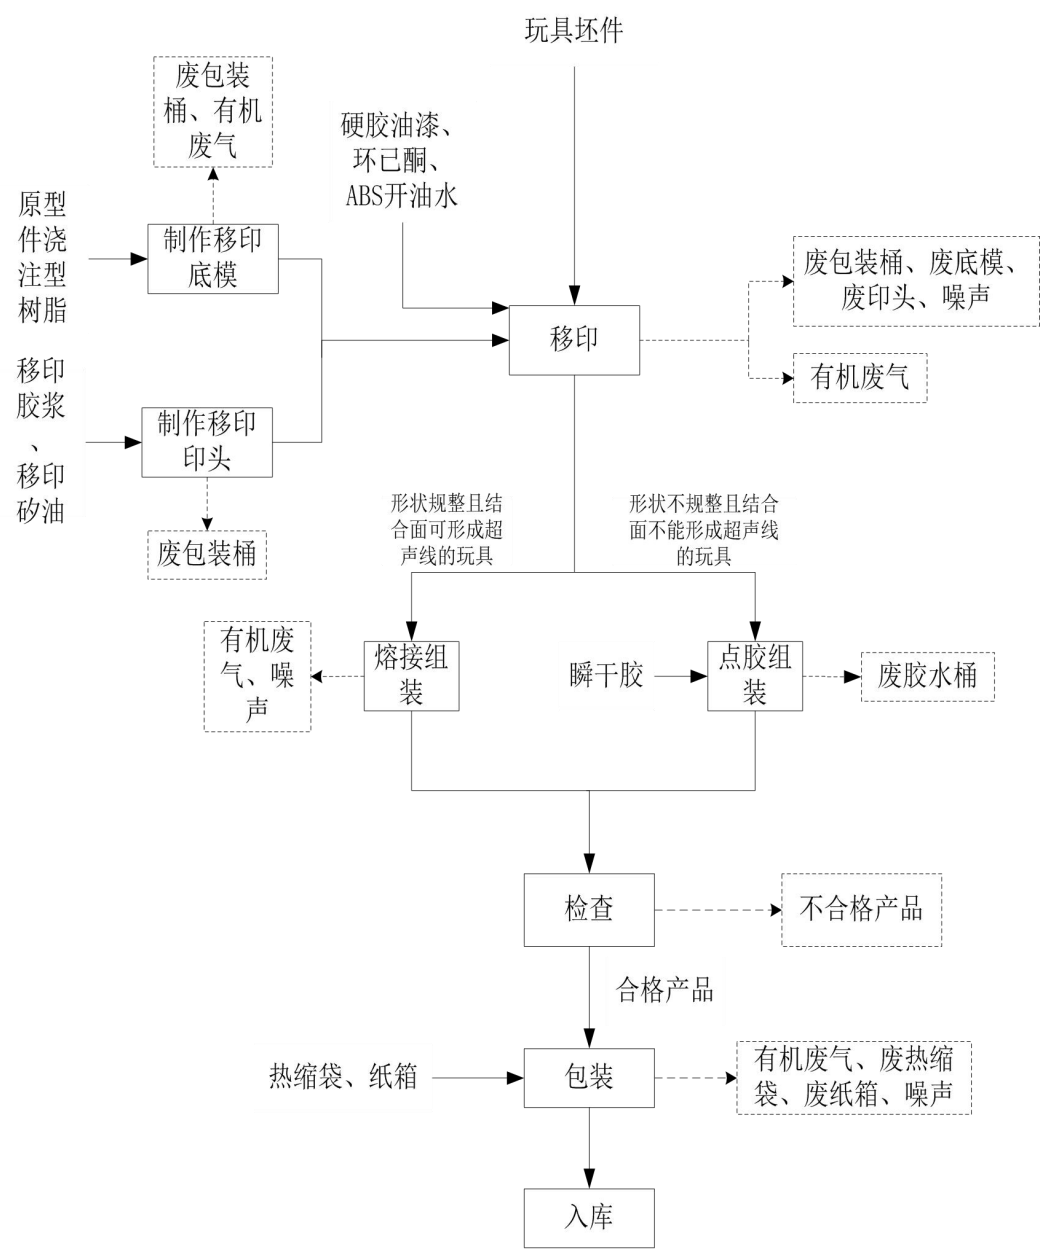 玩具坯件
废包装
桶、有机
废气
硬胶油漆、
环己酮、
ABS开油水
原型
件浇
注型
树脂
制作移印
底模
废包装桶、废底模、
废印头、噪声
移印
有机废气
移印
胶浆
、
移印
矽油
制作移印
印头
废包装桶
形状规整且结
合面可形成超
声线的玩具
形状不规整且结合
面不能形成超声线
的玩具
有机废
气、噪
声
熔接组
装
瞬干胶
点胶组
装
废胶水桶
检查
不合格产品
合格产品
热缩袋、纸箱
包装
有机废气、废热缩
袋、废纸箱、噪声
入库